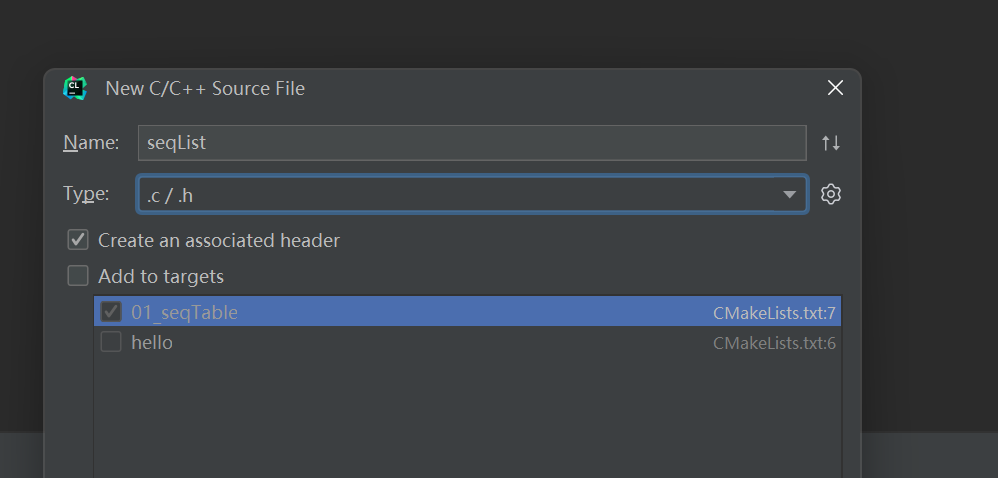 CL
New C/C++ Source File
Name: seqList
Type: .c / .h
Create an associated header
Add to targets
01_seqTable CMakeLists.txt:7
hello CMakeLists.txt:6